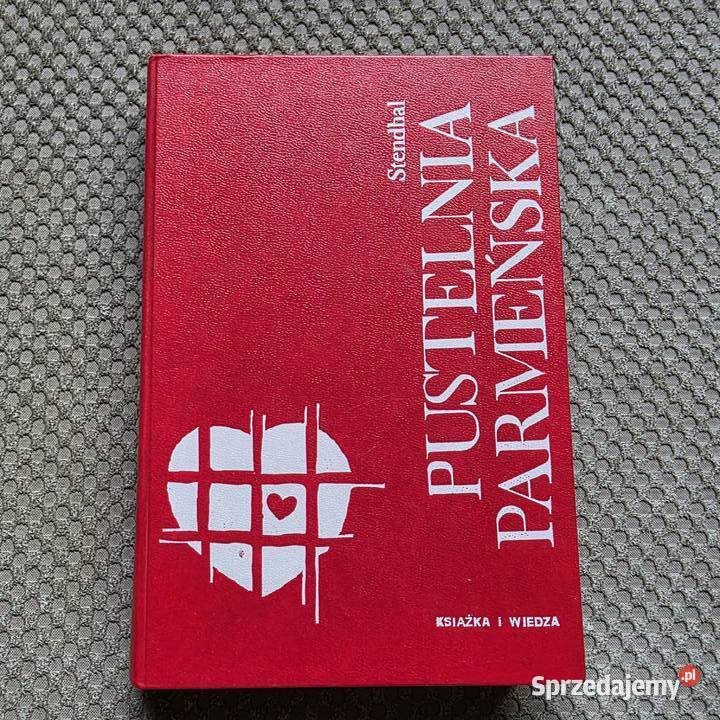 Stendhal
PUSTELNIA
PARMEŃSKA
KSIĄŻKA i WIEDZA
Sprzedajemy.pl